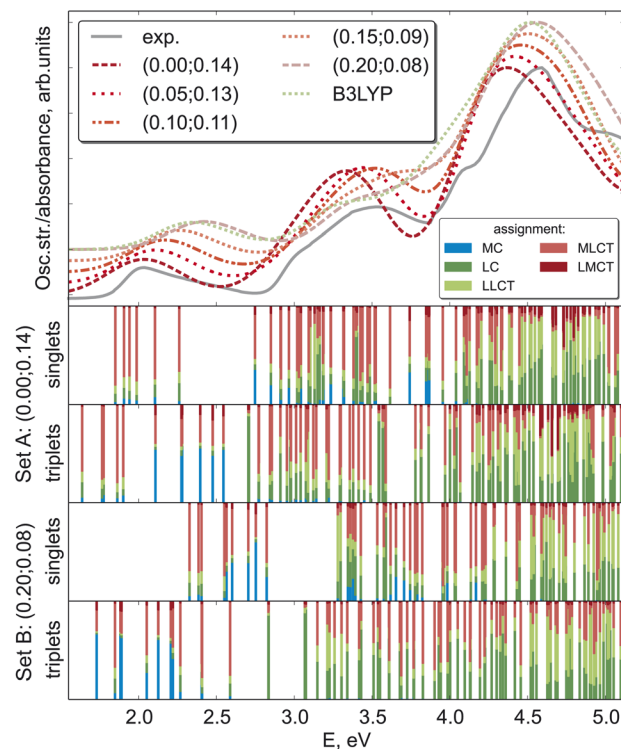 Osc.str./absorbance, arb.units
exp.
(0.00;0.14)
(0.05;0.13)
(0.10;0.11)
(0.15;0.09)
(0.20;0.08)
B3LYP
assignment:
MC
LC
LLCT
MLCT
LMCT
Set A: (0.00;0.14)
triplets singlets
Set B: (0.20;0.08)
triplets singlets
2.0 2.5 3.0 3.5 4.0 4.5 5.0
E, eV